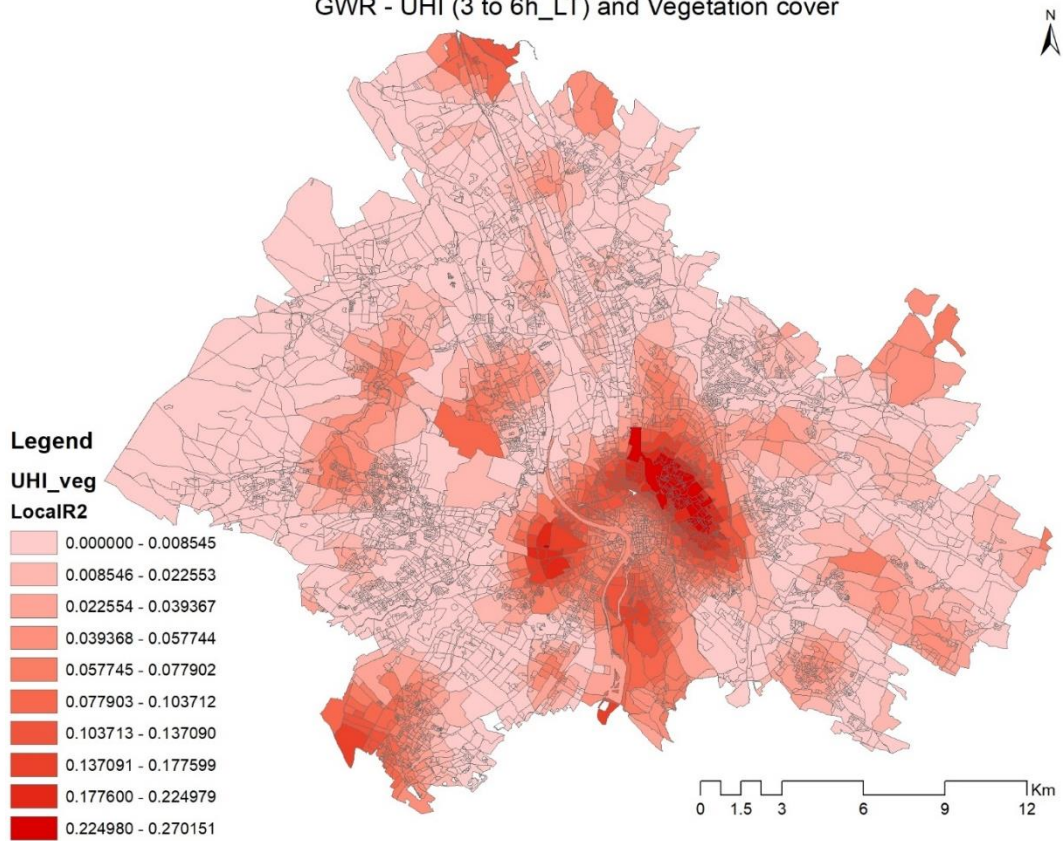 GWR - UHI (3 to 6h_LT) and Vegetation cover
N
Legend
UHI_veg
LocalR2
0.000000 - 0.008545
0.008546 - 0.022553
0.022554 - 0.039367
0.039368 - 0.057744
0.057745 - 0.077902
0.077903 - 0.103712
0.103713 - 0.137090
0.137091 - 0.177599
0.177600 - 0.224979
0.224980 - 0.270151
Km
0 1.5 3 6 9 12